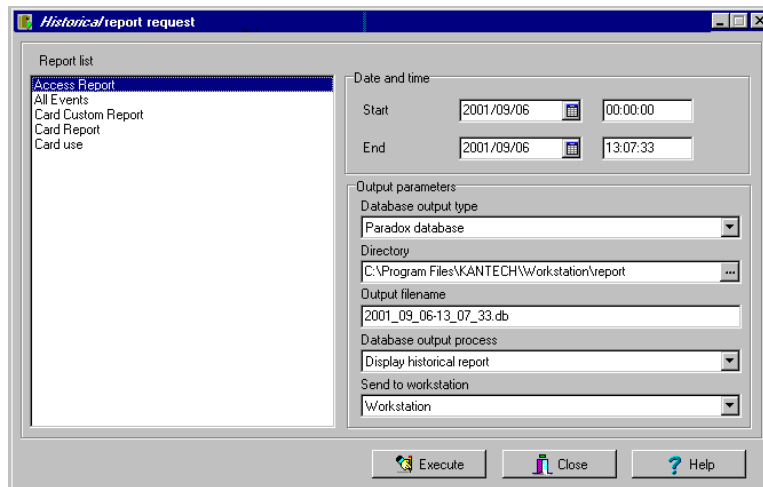 Historical report request
Report list
Access Report
All Events
Card Custom Report
Card Report
Card use
Date and time
Start
2001/09/06
00:00:00
End
2001/09/06
13:07:33
Output parameters
Database output type
Paradox database
Directory
C:\Program Files\KANTECH\Workstation\report
...
Output filename
2001_09_06-13_07_33.db
Database output process
Display historical report
Send to workstation
Workstation
Execute
Close
? Help